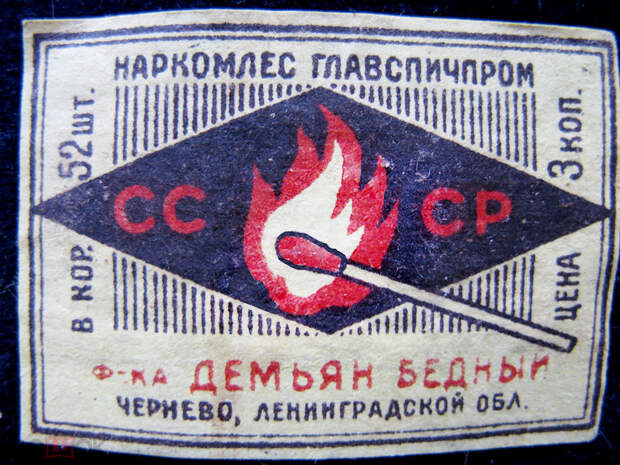 НАРКОМЛЕС ГЛАВСПИЧПРОМ
В КОР. 52 ШТ.
СС СР
ЦЕНА 3 КОП.
Ф-КА ДЕМЬЯН БЕДНЫЙ
ЧЕРНЕВО, ЛЕНИНГРАДСКОЙ ОБЛ.